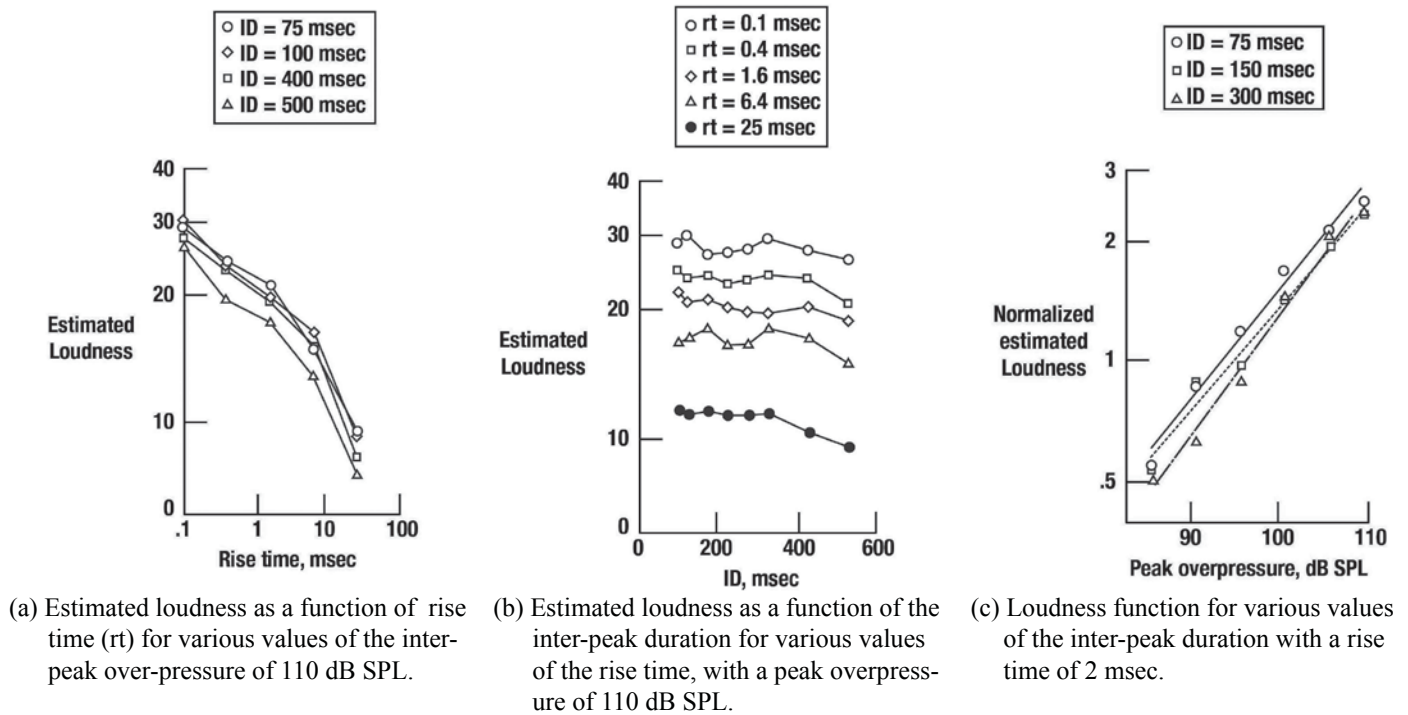 ID = 75 msec
ID = 100 msec
ID = 400 msec
ID = 500 msec
40
30
20
10
0
Estimated
Loudness
.1
1
10
100
Rise time, msec
(a) Estimated loudness as a function of rise
time (rt) for various values of the inter-
peak over-pressure of 110 dB SPL.
rt = 0.1 msec
rt = 0.4 msec
rt = 1.6 msec
rt = 6.4 msec
rt = 25 msec
40
30
20
10
0
Estimated
Loudness
0
200
400
600
ID, msec
(b) Estimated loudness as a function of the
inter-peak duration for various values
of the rise time, with a peak overpress-
ure of 110 dB SPL.
ID = 75 msec
ID = 150 msec
ID = 300 msec
3
2
1
.5
Normalized
estimated
Loudness
90
100
110
Peak overpressure, dB SPL
(c) Loudness function for various values
of the inter-peak duration with a rise
time of 2 msec.